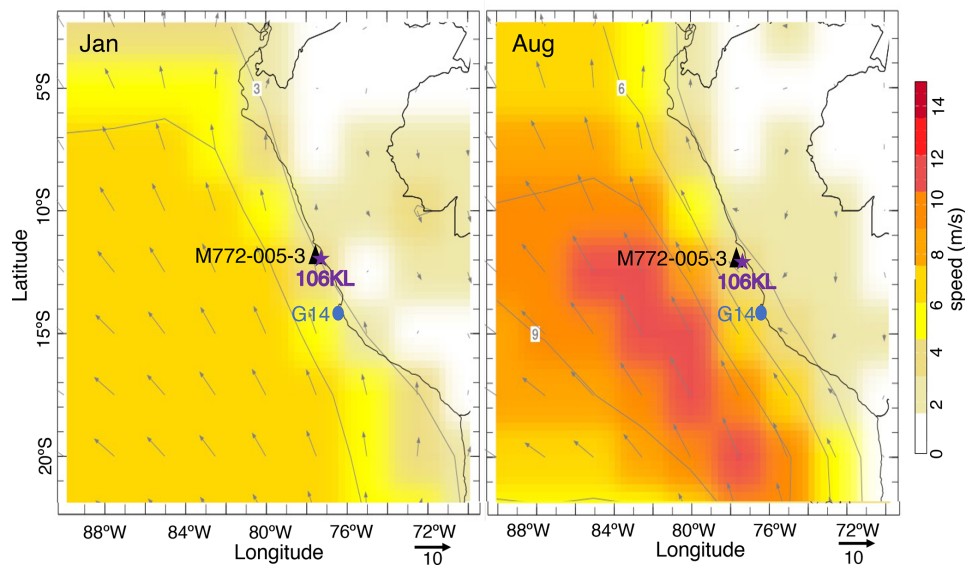 Jan
Aug
3
6
9
5°S
10°S
15°S
20°S
Latitude
M772-005-3
106KL
G14
M772-005-3
106KL
G14
88°W 84°W 80°W 76°W 72°W
88°W 84°W 80°W 76°W 72°W
Longitude
10
Longitude
10
0 2 4 6 8 10 12 14
speed (m/s)